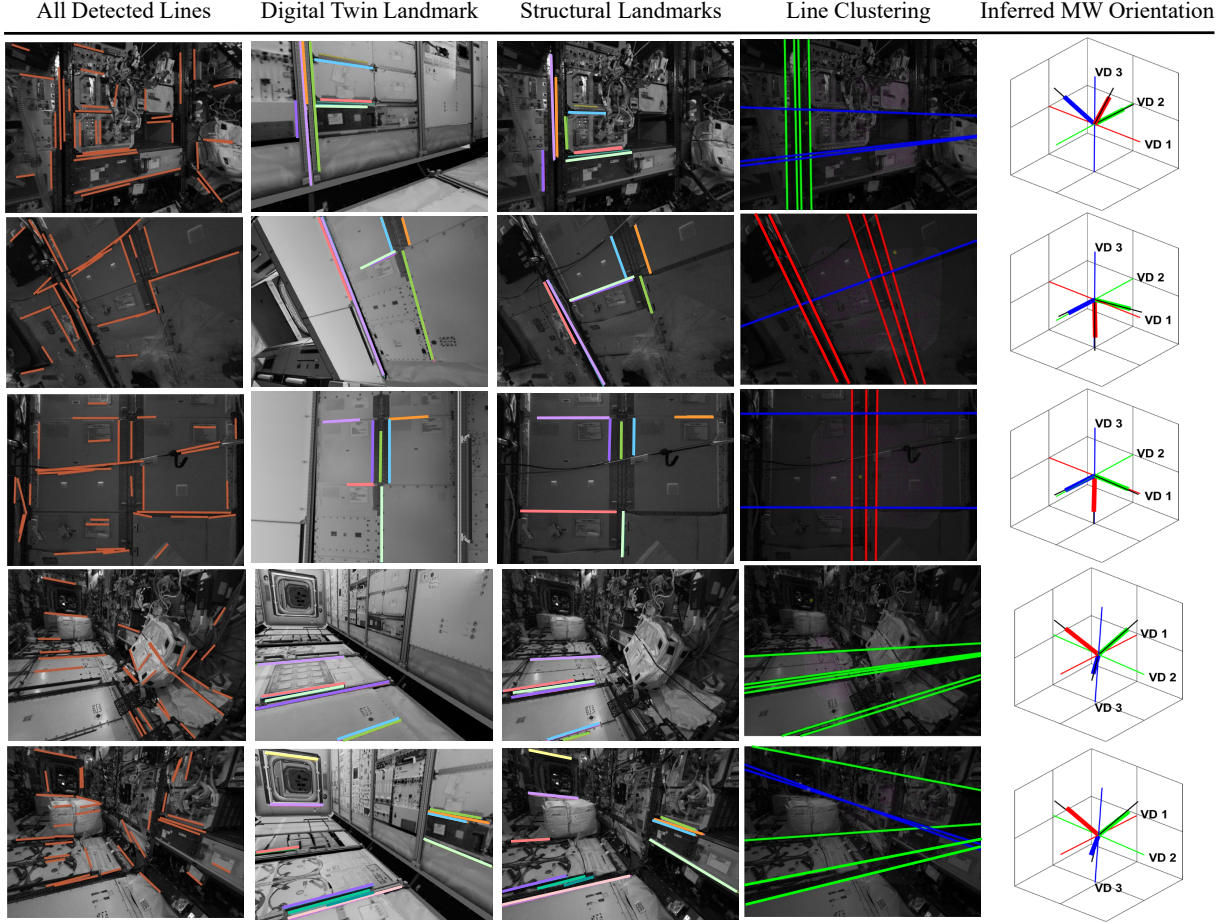 All Detected Lines
Digital Twin Landmark
Structural Landmarks
Line Clustering
Inferred MW Orientation
VD 3
VD 2
VD 1
VD 3
VD 2
VD 1
VD 3
VD 2
VD 1
VD 1
VD 2
VD 3
VD 1
VD 2
VD 3